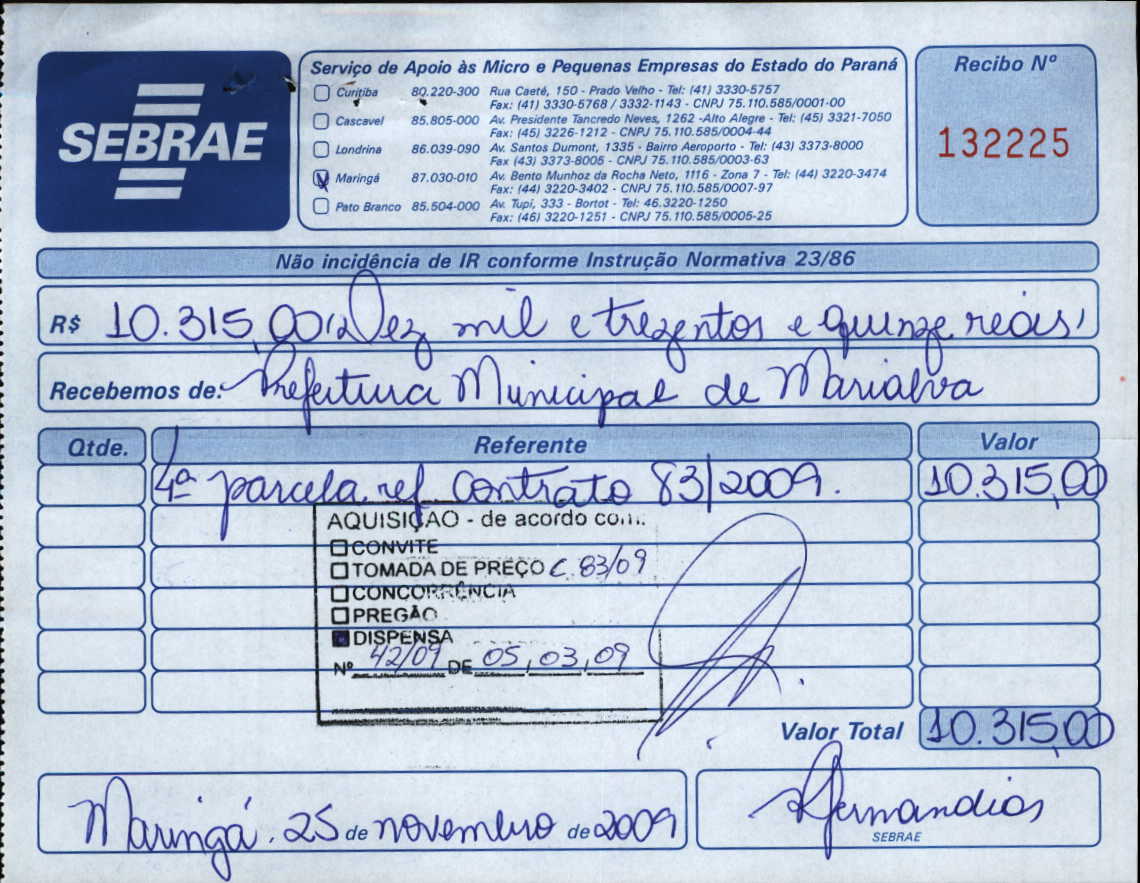 SEBRAE
Serviço de Apoio às Micro e Pequenas Empresas do Estado do Paraná
Curitiba 80.220-300 Rua Caeté, 150 - Prado Velho - Tel: (41) 3330-5757
Fax: (41) 3330-5768 / 3332-1143 - CNPJ 75.110.585/0001-00
Cascavel 85.805-000 Av. Presidente Tancredo Neves, 1262 -Alto Alegre - Tel: (45) 3321-7050
Fax: (45) 3226-1212 - CNPJ 75.110.585/0004-44
Londrina 86.039-090 Av. Santos Dumont, 1335 - Bairro Aeroporto - Tel: (43) 3373-8000
Fax (43) 3373-8005 - CNPJ 75.110.585/0003-63
Maringá 87.030-010 Av. Bento Munhoz da Rocha Neto, 1116 - Zona 7 - Tel: (44) 3220-3474
Fax: (44) 3220-3402 - CNPJ 75.110.585/0007-97
Pato Branco 85.504-000 Av. Tupi, 333 - Bortot - Tel: 46.3220-1250
Fax: (46) 3220-1251 - CNPJ 75.110.585/0005-25
Recibo Nº
132225
Não incidência de IR conforme Instrução Normativa 23/86
R$ 10.315,00 Dez mil e trezentos e quinze reais
Recebemos de: Prefeitura Municipal de Marialva
Qtde. Referente Valor
4ª parcela ref Contrato 83/2009. 10.315,00
AQUISIÇÃO - de acordo com:
CONVITE
TOMADA DE PREÇO C. 83/09
CONCORRÊNCIA
PREGÃO
DISPENSA
Nº 42/09 DE 05, 03, 09
Valor Total 10.315,00
Maringá. 25 de novembro de 2009
SEBRAE